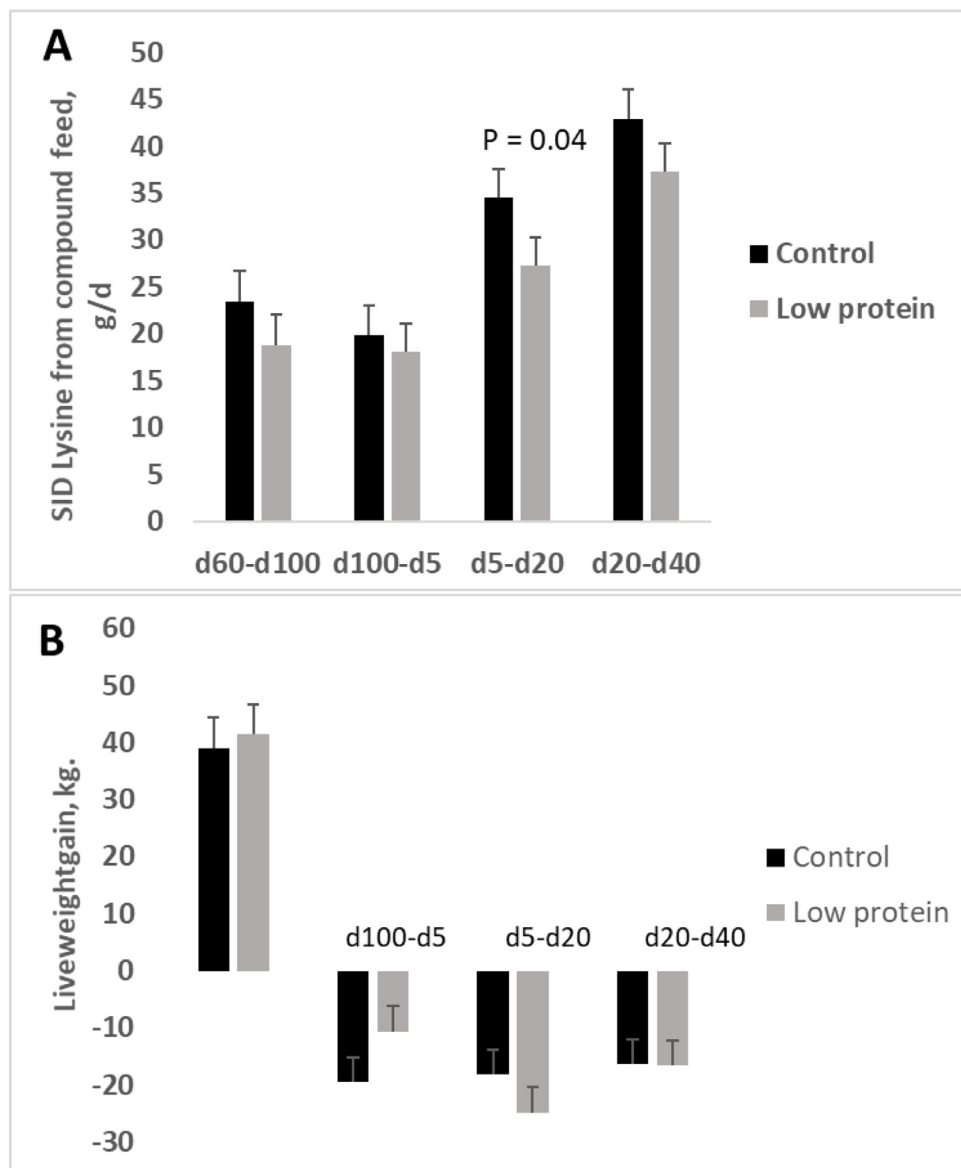 A
SID Lysine from compound feed,
g/d
50
45
40
35
30
25
20
15
10
5
0
P = 0.04
Control
Low protein
d60-d100 d100-d5 d5-d20 d20-d40
B
Liveweightgain, kg.
60
50
40
30
20
10
0
-10
-20
-30
d100-d5 d5-d20 d20-d40
Control
Low protein